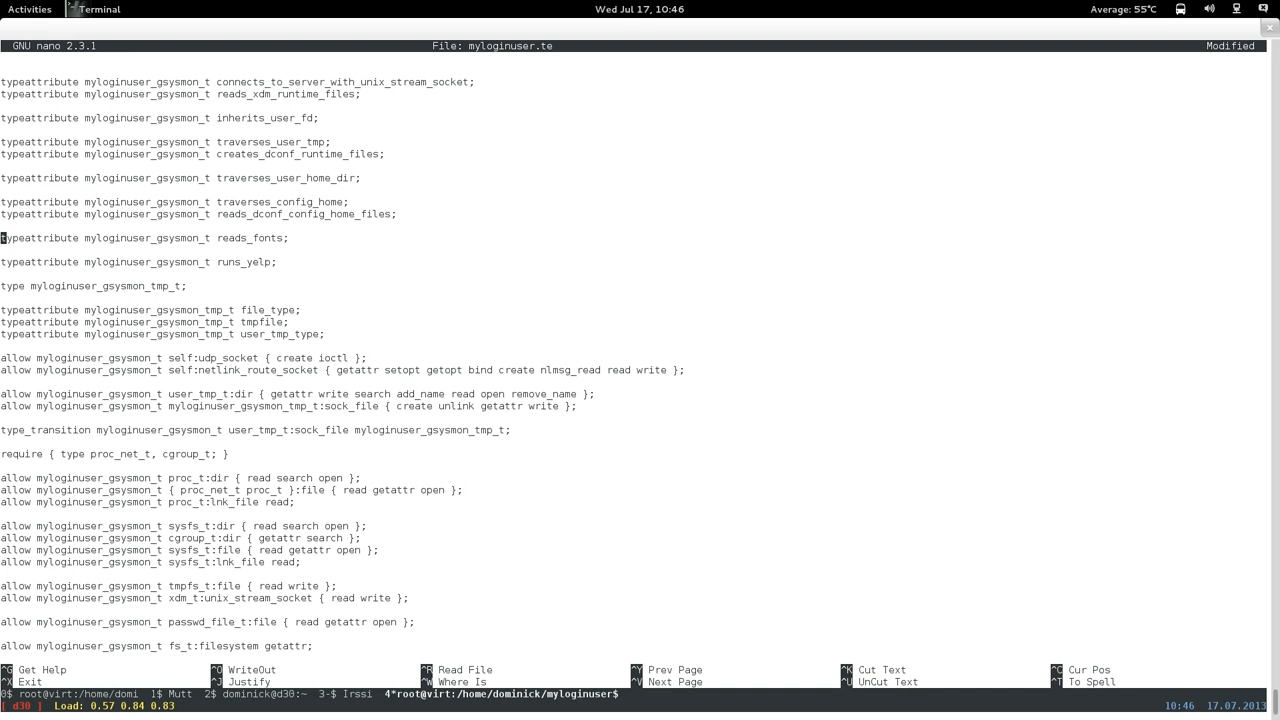 Activities Terminal Wed Jul 17, 10:46 Average: 55°C
GNU nano 2.3.1 File: myloginuser.te Modified
typeattribute myloginuser_gsysmon_t connects_to_server_with_unix_stream_socket;
typeattribute myloginuser_gsysmon_t reads_xdm_runtime_files;
typeattribute myloginuser_gsysmon_t inherits_user_fd;
typeattribute myloginuser_gsysmon_t traverses_user_tmp;
typeattribute myloginuser_gsysmon_t creates_dconf_runtime_files;
typeattribute myloginuser_gsysmon_t traverses_user_home_dir;
typeattribute myloginuser_gsysmon_t traverses_config_home;
typeattribute myloginuser_gsysmon_t reads_dconf_config_home_files;
typeattribute myloginuser_gsysmon_t reads_fonts;
typeattribute myloginuser_gsysmon_t runs_yelp;
type myloginuser_gsysmon_tmp_t;
typeattribute myloginuser_gsysmon_tmp_t file_type;
typeattribute myloginuser_gsysmon_tmp_t tmpfile;
typeattribute myloginuser_gsysmon_tmp_t user_tmp_type;
allow myloginuser_gsysmon_t self:udp_socket { create ioctl };
allow myloginuser_gsysmon_t self:netlink_route_socket { getattr setopt getopt bind create nlmsg_read read write };
allow myloginuser_gsysmon_t user_tmp_t:dir { getattr write search add_name read open remove_name };
allow myloginuser_gsysmon_t myloginuser_gsysmon_tmp_t:sock_file { create unlink getattr write };
type_transition myloginuser_gsysmon_t user_tmp_t:sock_file myloginuser_gsysmon_tmp_t;
require { type proc_net_t, cgroup_t; }
allow myloginuser_gsysmon_t proc_t:dir { read search open };
allow myloginuser_gsysmon_t { proc_net_t proc_t }:file { read getattr open };
allow myloginuser_gsysmon_t proc_t:lnk_file read;
allow myloginuser_gsysmon_t sysfs_t:dir { read search open };
allow myloginuser_gsysmon_t cgroup_t:dir { getattr search };
allow myloginuser_gsysmon_t sysfs_t:file { read getattr open };
allow myloginuser_gsysmon_t sysfs_t:lnk_file read;
allow myloginuser_gsysmon_t tmpfs_t:file { read write };
allow myloginuser_gsysmon_t xdm_t:unix_stream_socket { read write };
allow myloginuser_gsysmon_t passwd_file_t:file { read getattr open };
allow myloginuser_gsysmon_t fs_t:filesystem getattr;
^G Get Help ^O WriteOut ^R Read File ^Y Prev Page ^K Cut Text ^C Cur Pos
^X Exit ^J Justify ^W Where Is ^V Next Page ^U UnCut Text ^T To Spell
0$ root@virt:/home/domi 1$ Mutt 2$ dominick@d30:~ 3-$ Irssi 4*root@virt:/home/dominick/myloginuser$
[ d30 ] Load: 0.57 0.84 0.83 10:46 17.07.2013